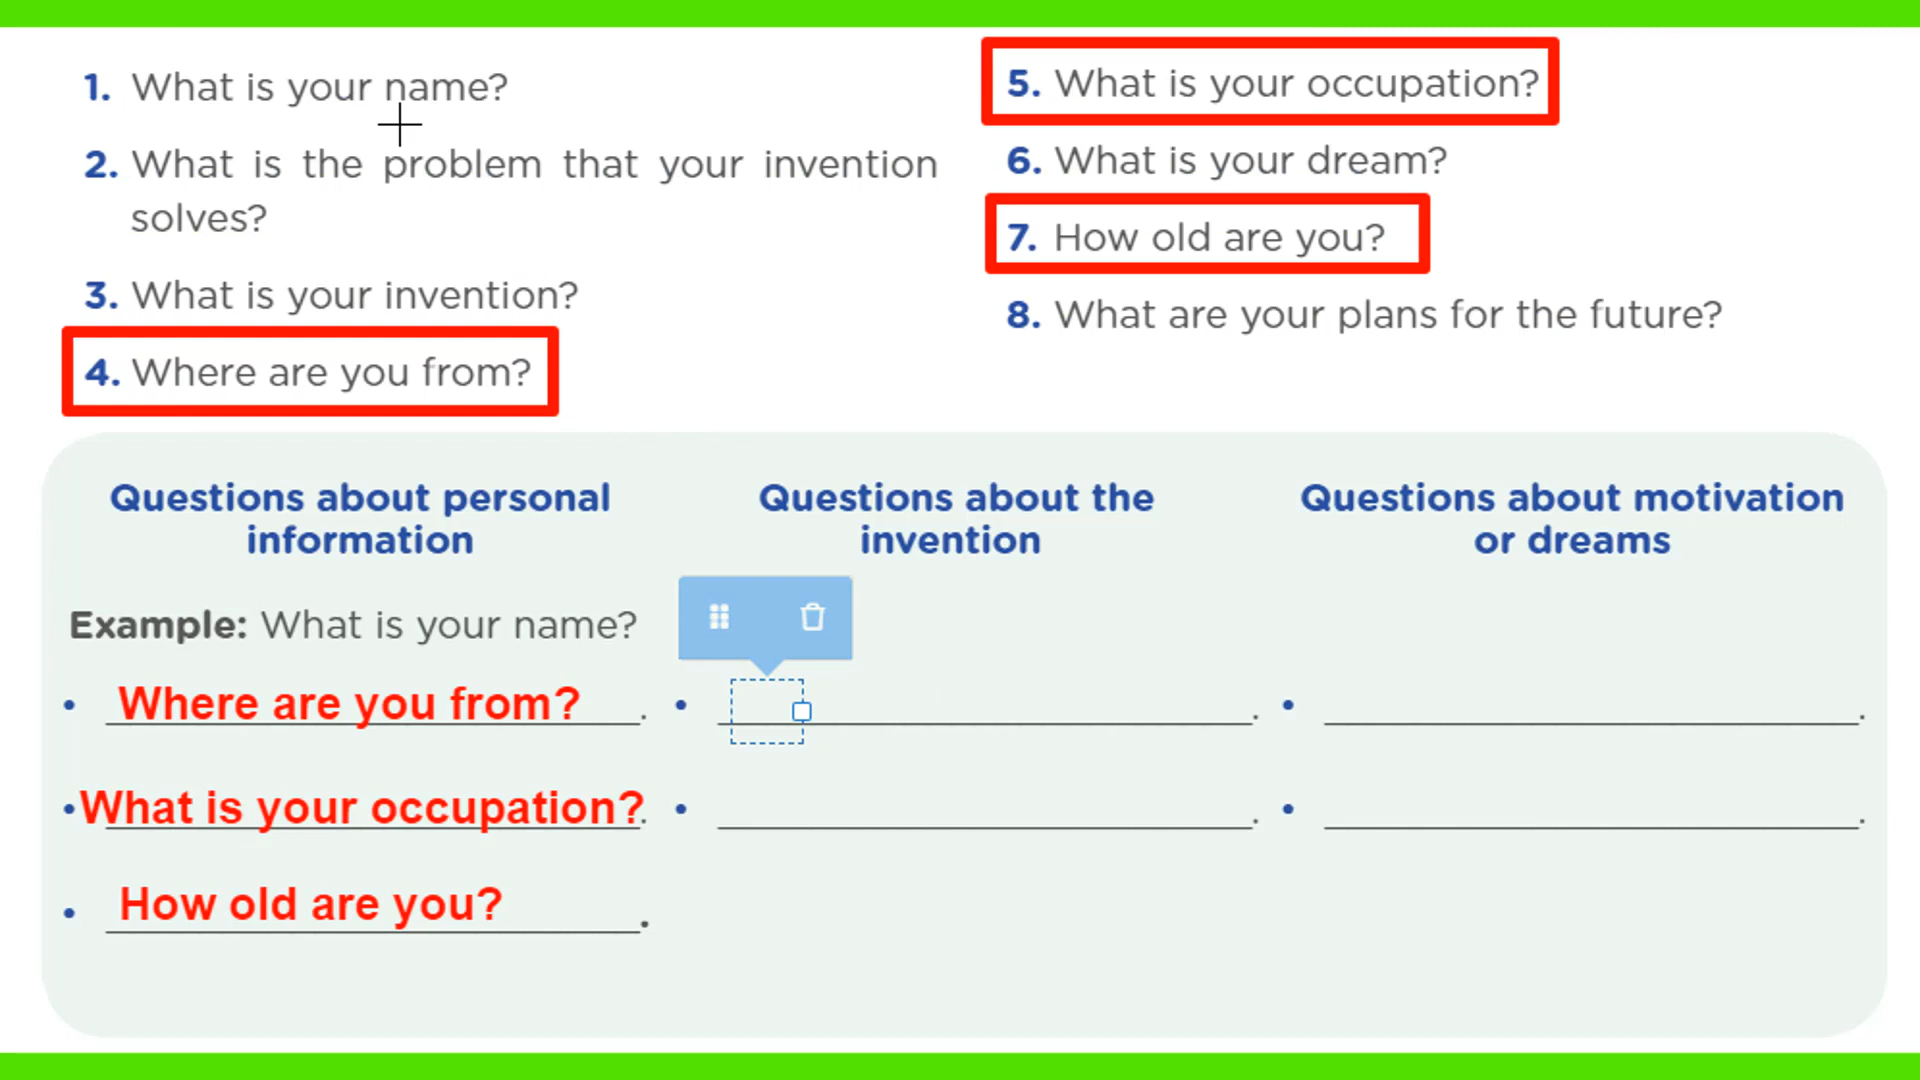 1. What is your name?
2. What is the problem that your invention
solves?
3. What is your invention?
4. Where are you from?
5. What is your occupation?
6. What is your dream?
7. How old are you?
8. What are your plans for the future?
Questions about personal
information
Example: What is your name?
• Where are you from?.
• What is your occupation?.
• How old are you?.
Questions about the
invention
• .
• .
Questions about motivation
or dreams
• .
• .